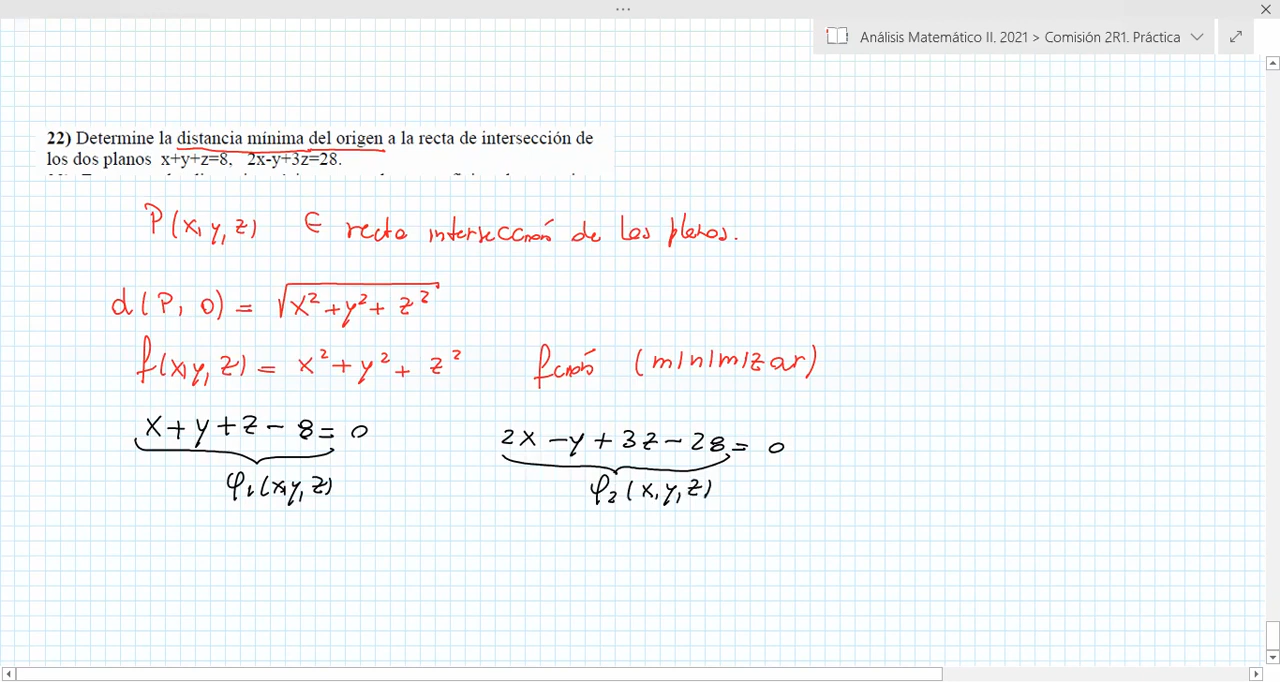 Análisis Matemático II. 2021 > Comisión 2R1. Práctica
22) Determine la distancia mínima del origen a la recta de intersección de
los dos planos x+y+z=8, 2x-y+3z=28.
P(x,y,z) ∈ recta intersección de los planos.
d(P, 0) = √x²+y²+z²
f(x,y,z) = x²+y²+z² función (minimizar)
x+y+z-8=0 2x-y+3z-28=0
φ₁(x,y,z) φ₂(x,y,z)